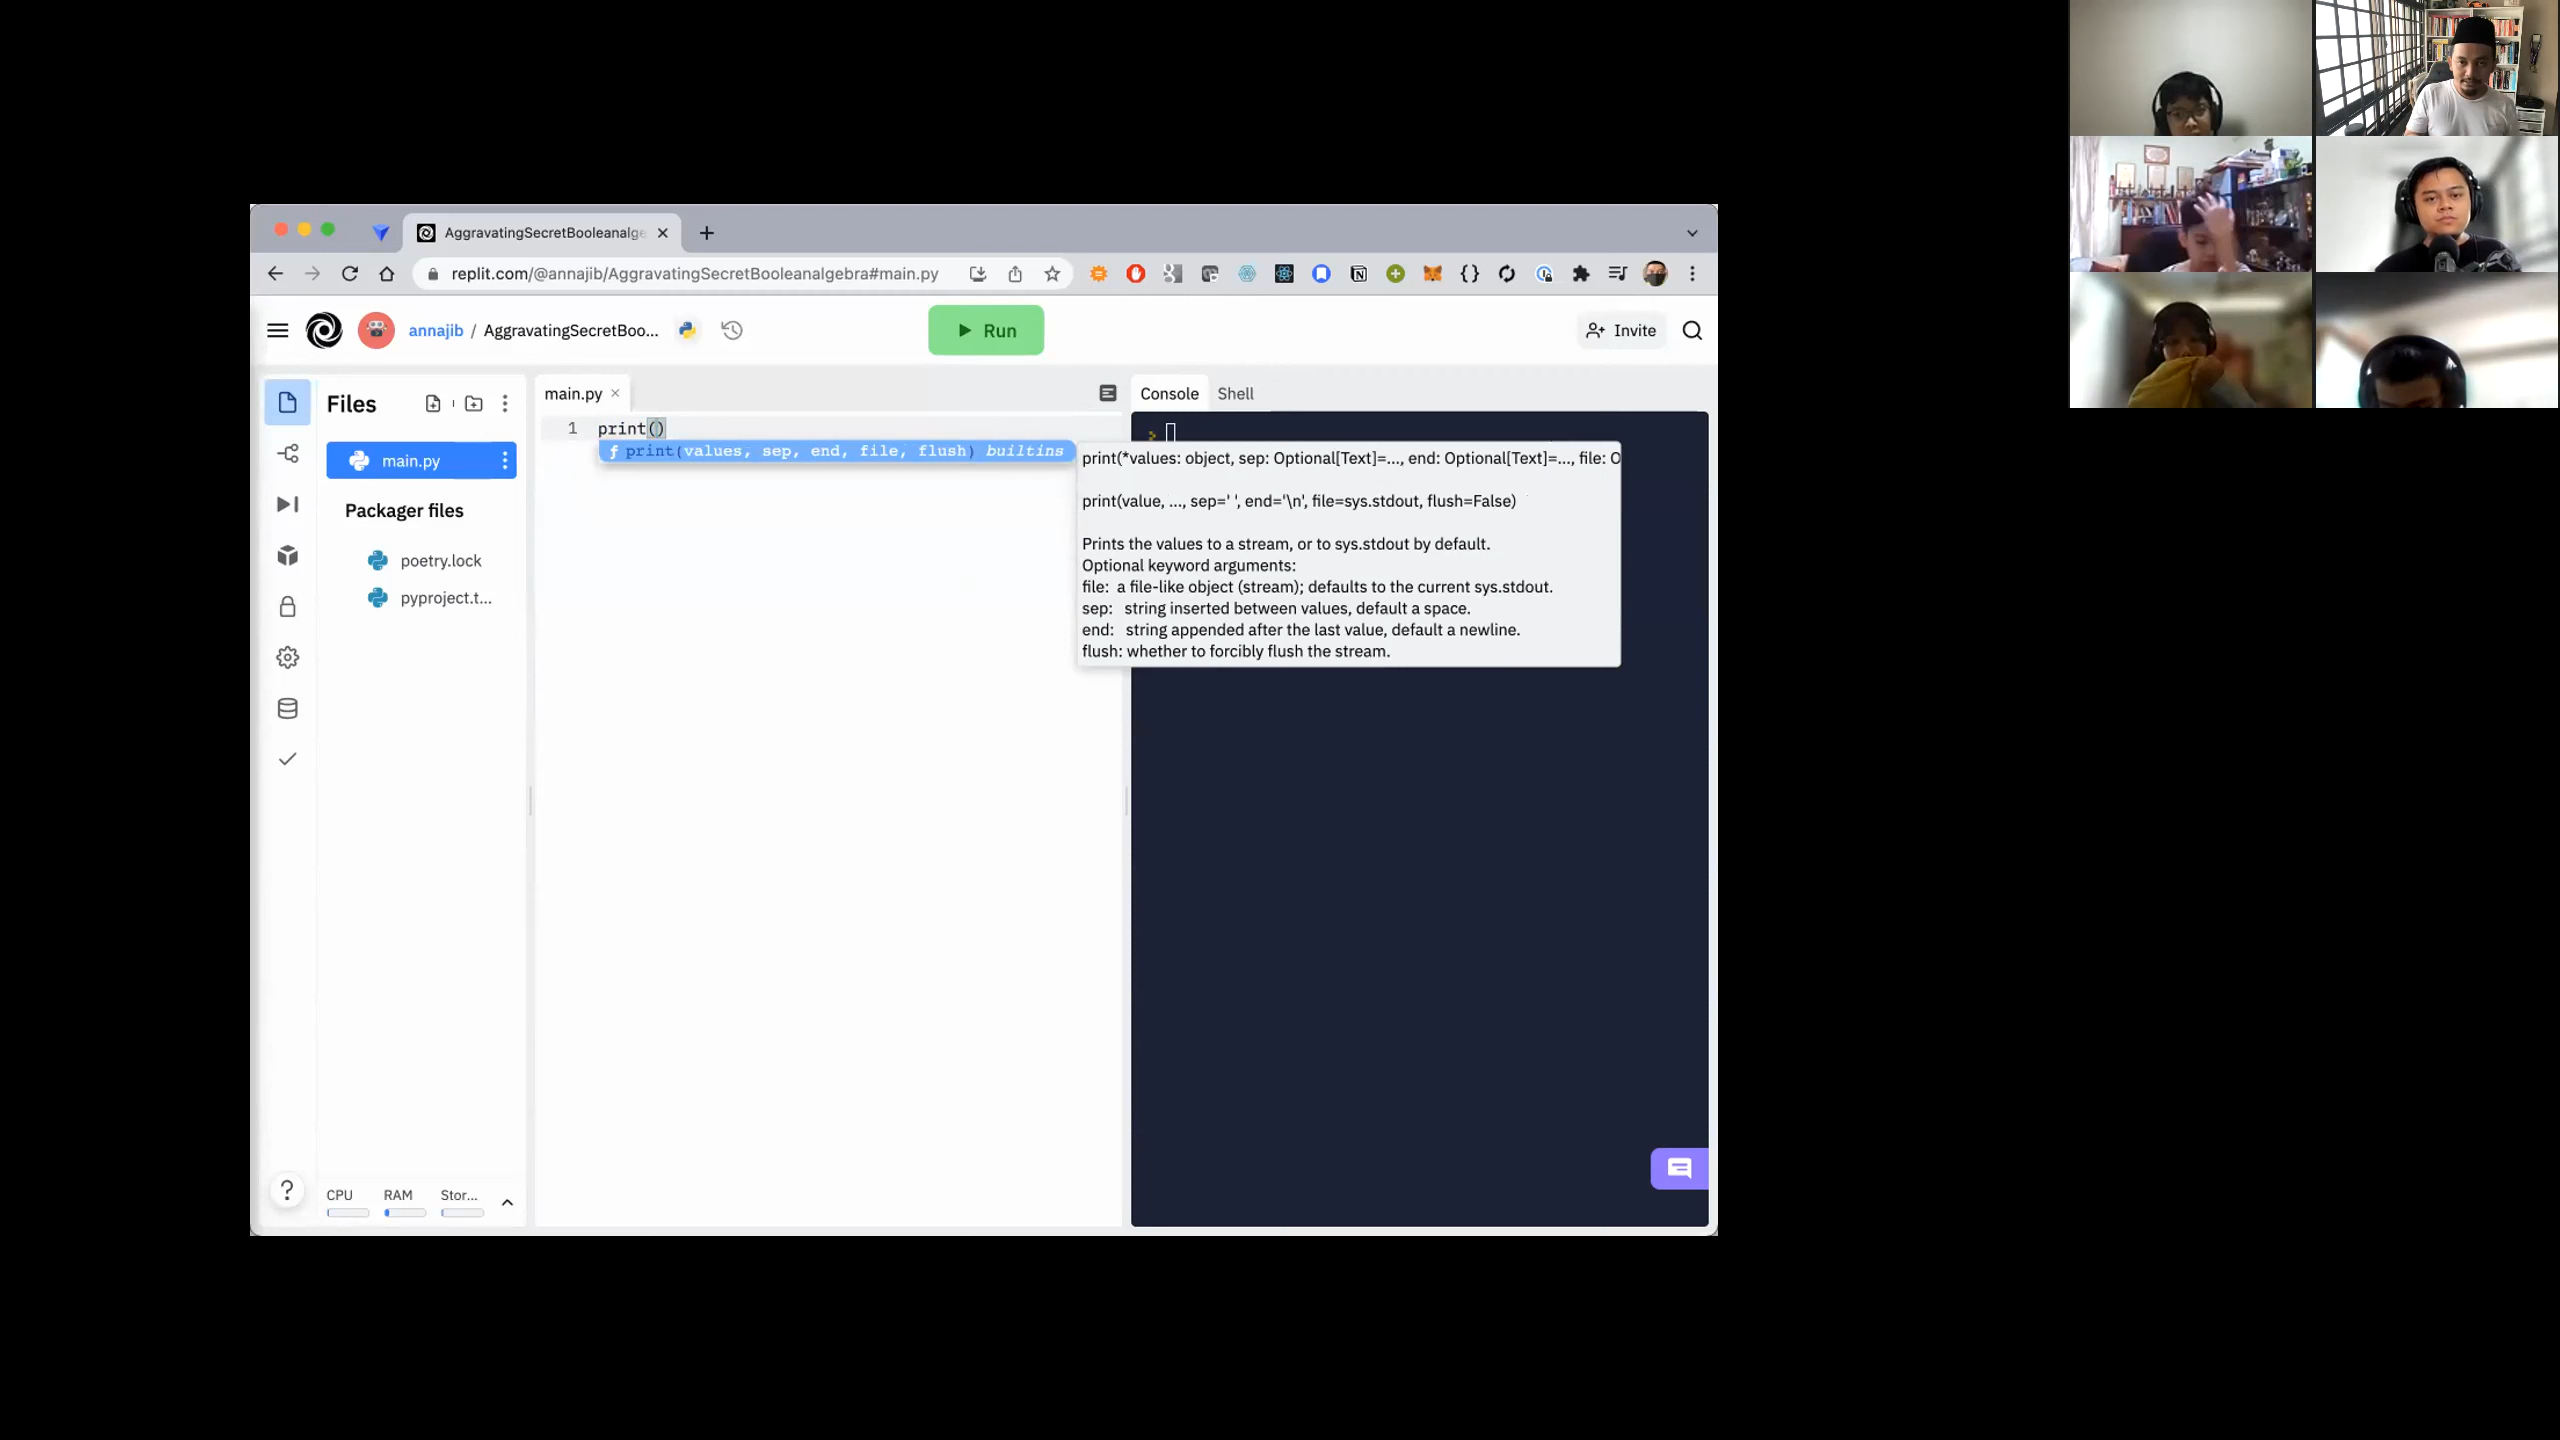 AggravatingSecretBooleanalge
replit.com/@annajib/AggravatingSecretBooleanalgebra#main.py
annajib / AggravatingSecretBoo...
Run
Invite
Files
main.py
Packager files
poetry.lock
pyproject.t...
CPU RAM Stor...
main.py
1 print()
f print(values, sep, end, file, flush) builtins
Console Shell
print(*values: object, sep: Optional[Text]=..., end: Optional[Text]=..., file: O
print(value, ..., sep=' ', end='\n', file=sys.stdout, flush=False)
Prints the values to a stream, or to sys.stdout by default.
Optional keyword arguments:
file: a file-like object (stream); defaults to the current sys.stdout.
sep: string inserted between values, default a space.
end: string appended after the last value, default a newline.
flush: whether to forcibly flush the stream.